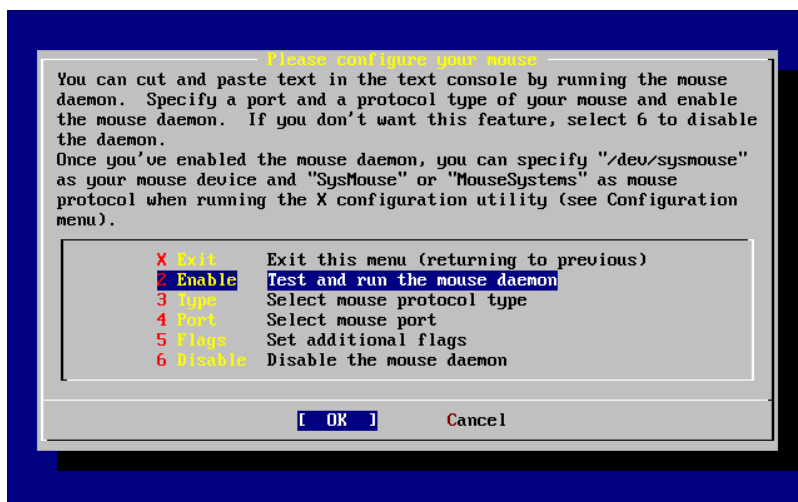 Please configure your mouse
You can cut and paste text in the text console by running the mouse
daemon.  Specify a port and a protocol type of your mouse and enable
the mouse daemon.  If you don't want this feature, select 6 to disable
the daemon.
Once you've enabled the mouse daemon, you can specify "/dev/sysmouse"
as your mouse device and "SysMouse" or "MouseSystems" as mouse
protocol when running the X configuration utility (see Configuration
menu).
X Exit Exit this menu (returning to previous)
2 Enable Test and run the mouse daemon
3 Type Select mouse protocol type
4 Port Select mouse port
5 Flags Set additional flags
6 Disable Disable the mouse daemon
[ OK ] Cancel